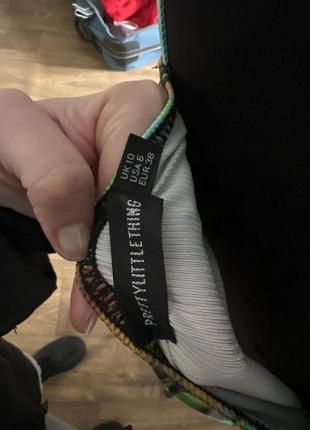 UK 10
USA 6
EUR 38
PRETTYLITTLETHING